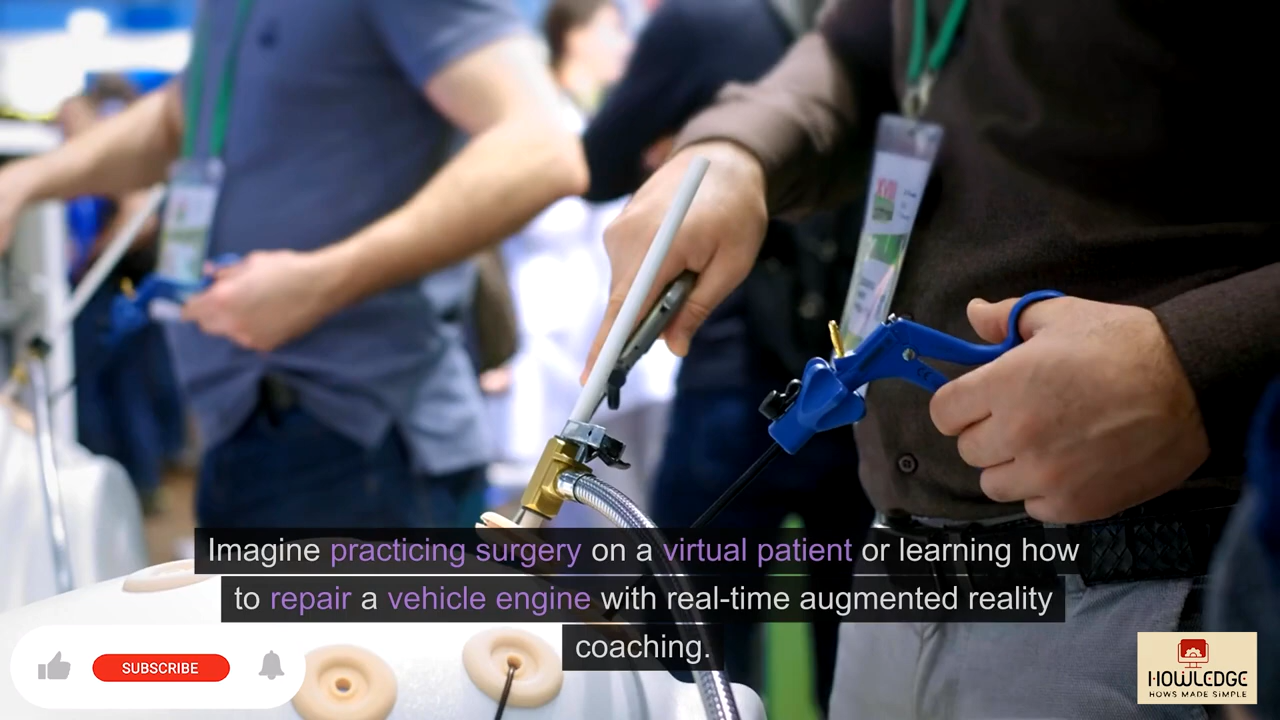 XVII
Imagine practicing surgery on a virtual patient or learning how
to repair a vehicle engine with real-time augmented reality
coaching.
SUBSCRIBE
HOWLEDGE
HOWS MADE SIMPLE